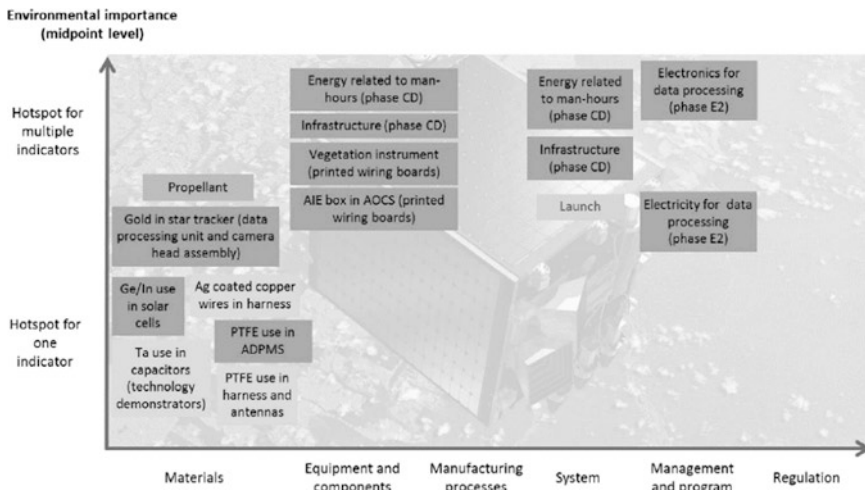 Environmental importance
(midpoint level)
Hotspot for
multiple
indicators
Hotspot for
one
indicator
Energy related to man-
hours (phase CD)
Infrastructure (phase CD)
Vegetation instrument
(printed wiring boards)
AIE box in AOCS (printed
wiring boards)
Energy related
to man-hours
(phase CD)
Infrastructure
(phase CD)
Launch
Electronics for
data processing
(phase E2)
Electricity for data
processing
(phase E2)
Propellant
Gold in star tracker (data
processing unit and camera
head assembly)
Ge/In use
in solar
cells
Ag coated copper
wires in harness
PTFE use in
ADPMS
Ta use in
capacitors
(technology
demonstrators)
PTFE use in
harness and
antennas
Materials
Equipment and
components
Manufacturing
processes
System
Management
and program
Regulation